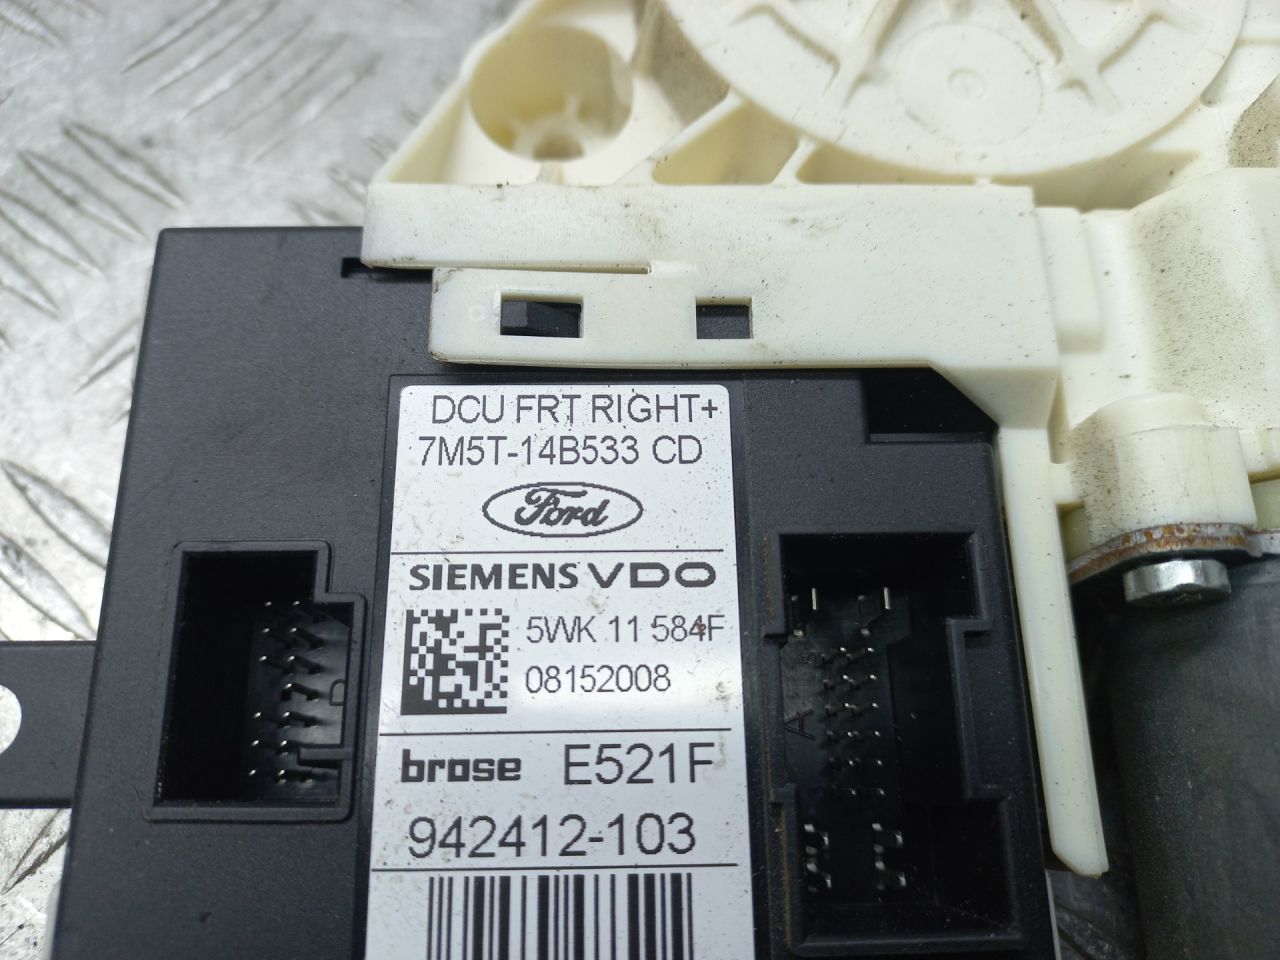 DCU FRT RIGHT+
7M5T-14B533 CD
Ford
SIEMENS VDO
5WK 11 584F
08152008
brose E521F
942412-103
A